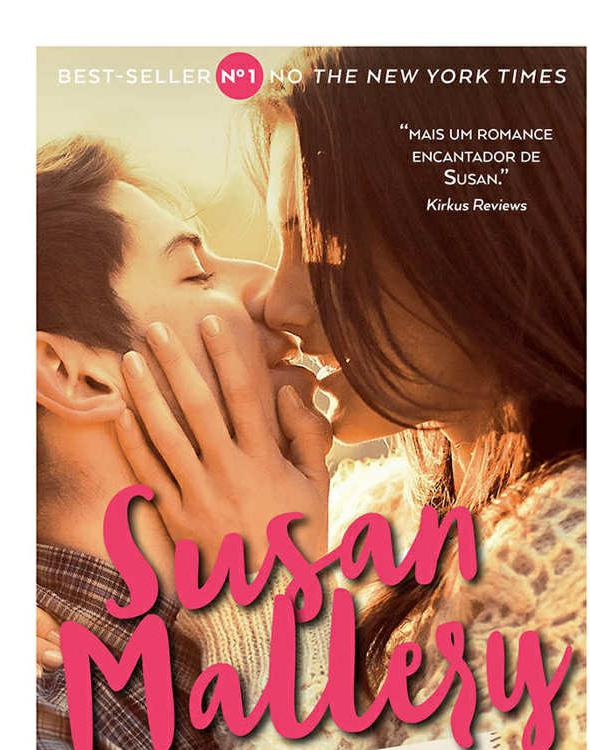 BEST-SELLER Nº1 NO THE NEW YORK TIMES
“MAIS UM ROMANCE
ENCANTADOR DE
SUSAN.”
Kirkus Reviews
Susan
Mallery